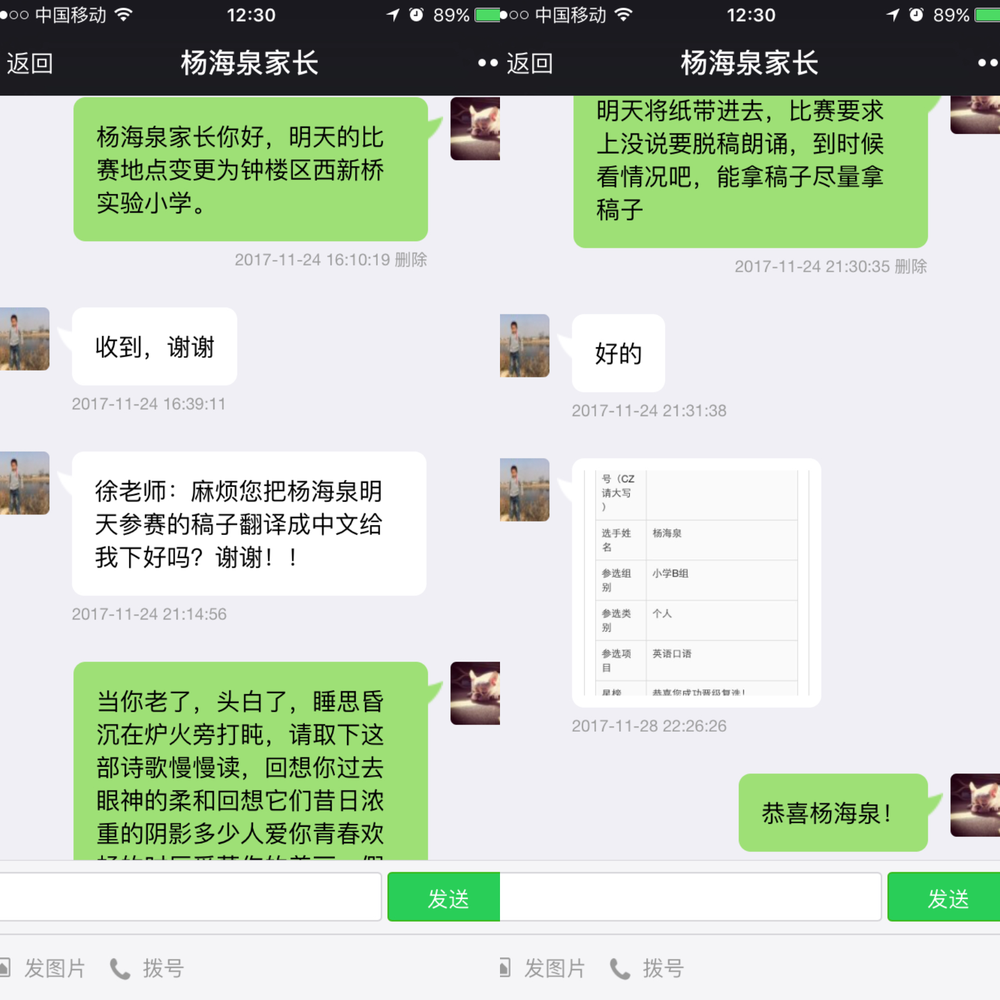 中国移动
12:30
89%
返回
杨海泉家长
杨海泉家长你好，明天的比
赛地点变更为钟楼区西新桥
实验小学。
2017-11-24 16:10:19 删除
收到，谢谢
2017-11-24 16:39:11
徐老师：麻烦您把杨海泉明
天参赛的稿子翻译成中文给
我下好吗？谢谢！！
2017-11-24 21:14:56
当你老了，头白了，睡思昏
沉在炉火旁打盹，请取下这
部诗歌慢慢读，回想你过去
眼神的柔和回想它们昔日浓
重的阴影多少人爱你青春欢
发送
发图片
拨号
中国移动
12:30
89%
返回
杨海泉家长
明天将纸带进去，比赛要求
上没说要脱稿朗诵，到时候
看情况吧，能拿稿子尽量拿
稿子
2017-11-24 21:30:35 删除
好的
2017-11-24 21:31:38
号（CZ
请大写
）
选手姓
名
杨海泉
参选组
别
小学B组
参选类
别
个人
参选项
目
英语口语
星榜
恭喜您成功晋级复选！
2017-11-28 22:26:26
恭喜杨海泉！
发送
发图片
拨号